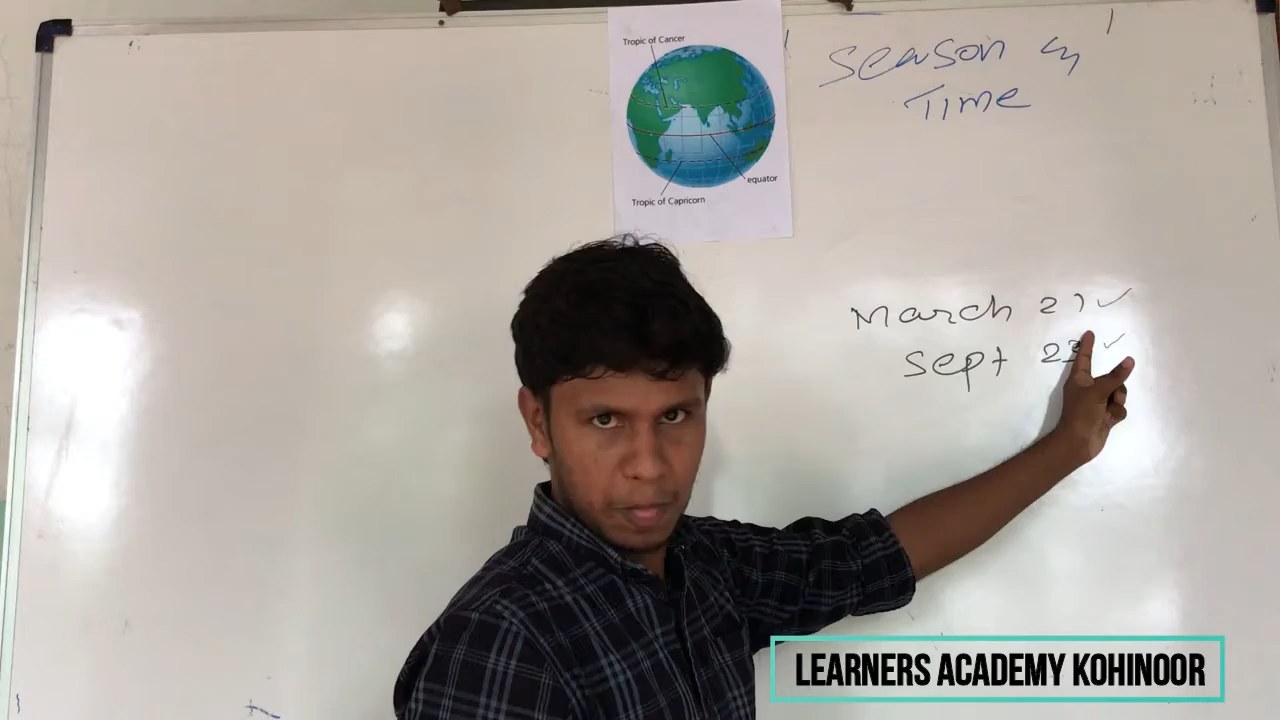 Tropic of Cancer
equator
Tropic of Capricorn
Season &
Time
March 21
Sept 23
LEARNERS ACADEMY KOHINOOR